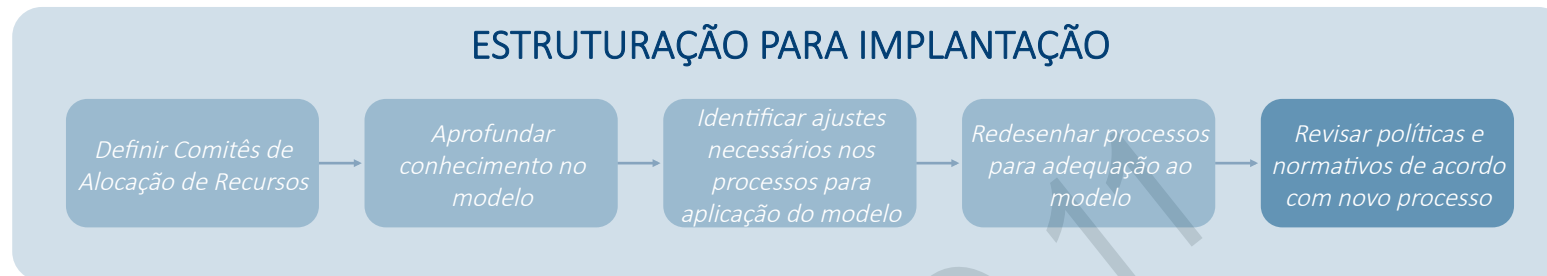 ESTRUTURAÇÃO PARA IMPLANTAÇÃO
Definir Comitês de
Alocação de Recursos
Aprofundar
conhecimento no
modelo
Identificar ajustes
necessários nos
processos para
aplicação do modelo
Redesenhar processos
para adequação ao
modelo
Revisar políticas e
normativos de acordo
com novo processo